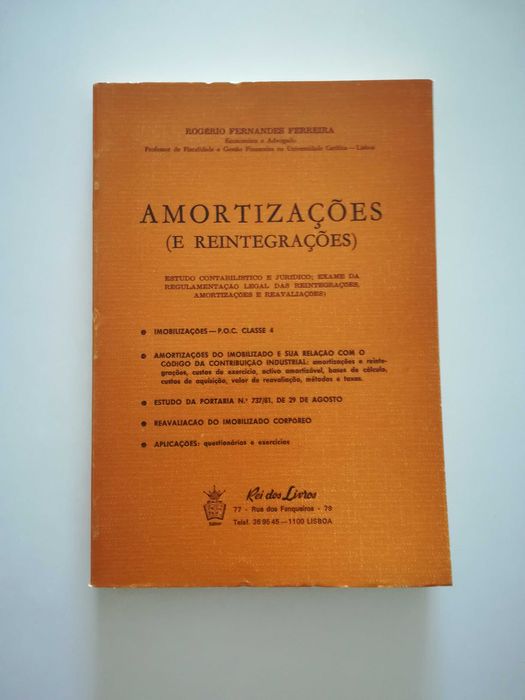 ROGÉRIO FERNANDES FERREIRA
Economista e Advogado
Professor de Fiscalidade e Gestão Financeira na Universidade Católica — Lisboa
AMORTIZAÇÕES
(E REINTEGRAÇÕES)
ESTUDO CONTABILÍSTICO E JURÍDICO; EXAME DA
REGULAMENTAÇÃO LEGAL DAS REINTEGRAÇÕES,
AMORTIZAÇÕES E REAVALIAÇÕES)
IMOBILIZAÇÕES — P.O.C. CLASSE 4
AMORTIZAÇÕES DO IMOBILIZADO E SUA RELAÇÃO COM O
CÓDIGO DA CONTRIBUIÇÃO INDUSTRIAL: amortizações e reinte-
grações, custos do exercício, activo amortizável, bases de cálculo,
custos de aquisição, valor de reavaliação, métodos e taxas.
ESTUDO DA PORTARIA N.º 737/81, DE 29 DE AGOSTO
REAVALIACAO DO IMOBILIZADO CORPÓREO
APLICAÇÕES: questionários e exercícios
Rei dos Livros
77 - Rua dos Fanqueiros - 79
Telef. 36 95 45 — 1100 LISBOA
Editor